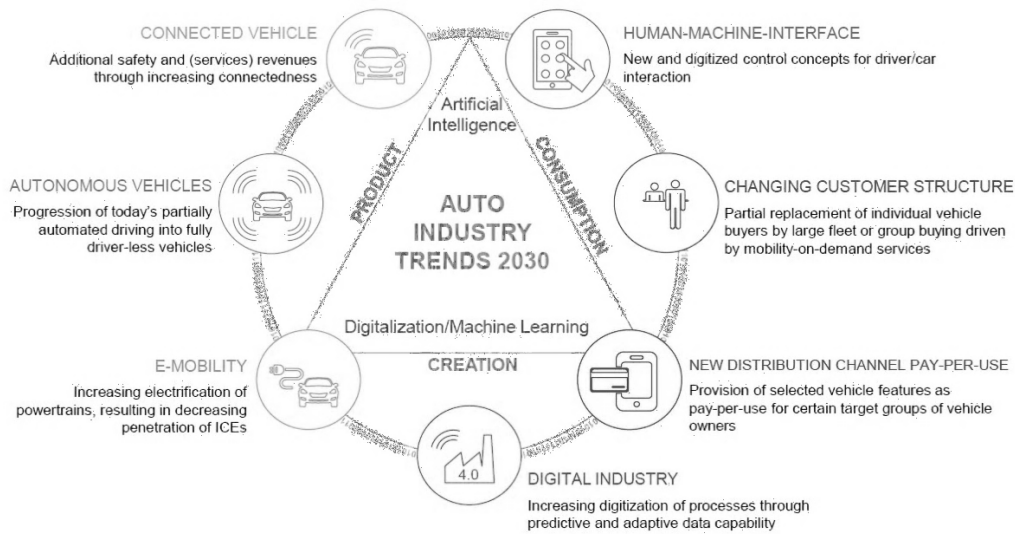 CONNECTED VEHICLE
Additional safety and (services) revenues
through increasing connectedness
HUMAN-MACHINE-INTERFACE
New and digitized control concepts for driver/car
interaction
Artificial
Intelligence
PRODUCT
CONSUMPTION
AUTONOMOUS VEHICLES
Progression of today's partially
automated driving into fully
driver-less vehicles
AUTO
INDUSTRY
TRENDS 2030
CHANGING CUSTOMER STRUCTURE
Partial replacement of individual vehicle
buyers by large fleet or group buying driven
by mobility-on-demand services
Digitalization/Machine Learning
CREATION
E-MOBILITY
Increasing electrification of
powertrains, resulting in decreasing
penetration of ICEs
NEW DISTRIBUTION CHANNEL PAY-PER-USE
Provision of selected vehicle features as
pay-per-use for certain target groups of vehicle
owners
4.0
DIGITAL INDUSTRY
Increasing digitization of processes through
predictive and adaptive data capability